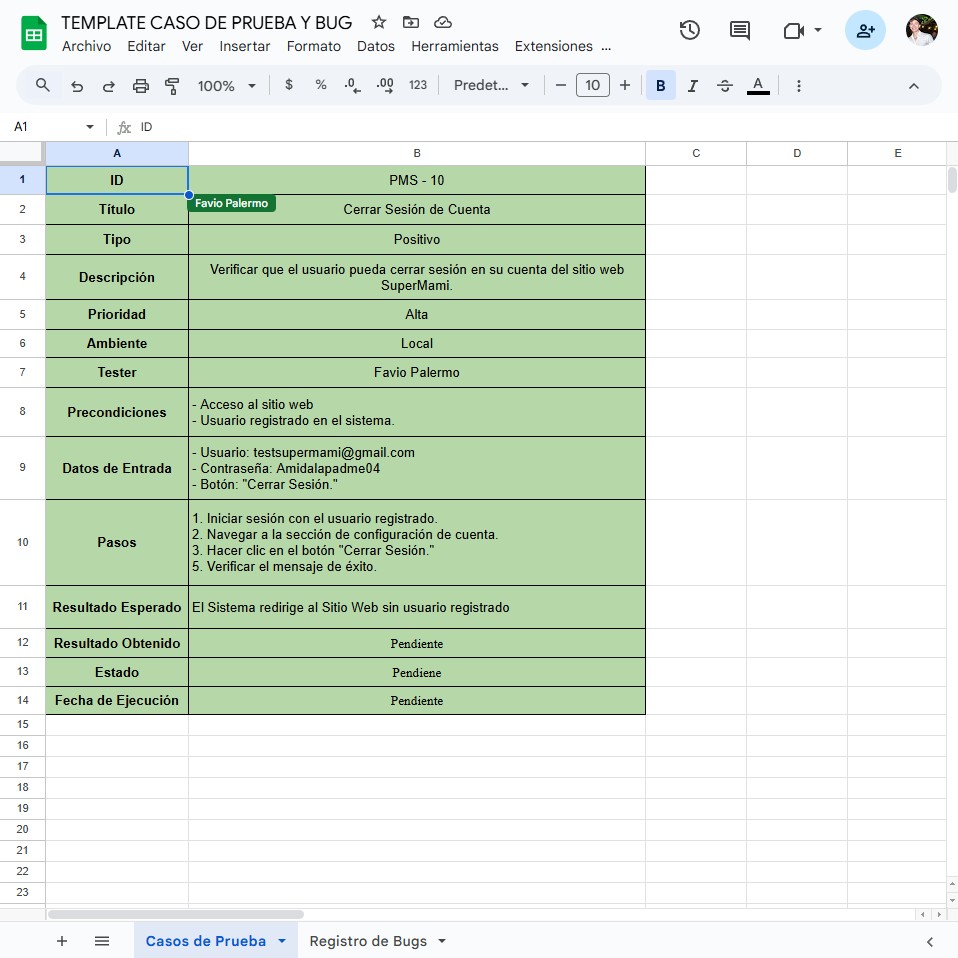 TEMPLATE CASO DE PRUEBA Y BUG
Archivo Editar Ver Insertar Formato Datos Herramientas Extensiones ...
100% $ % .0 .00 123 Predet... 10 B I A
A1 fx ID
A B C D E
1 ID PMS - 10
Favio Palermo
2 Título Cerrar Sesión de Cuenta
3 Tipo Positivo
4 Descripción Verificar que el usuario pueda cerrar sesión en su cuenta del sitio web
SuperMami.
5 Prioridad Alta
6 Ambiente Local
7 Tester Favio Palermo
8 Precondiciones - Acceso al sitio web
- Usuario registrado en el sistema.
9 Datos de Entrada - Usuario: testsupermami@gmail.com
- Contraseña: Amidalapadme04
- Botón: "Cerrar Sesión."
10 Pasos 1. Iniciar sesión con el usuario registrado.
2. Navegar a la sección de configuración de cuenta.
3. Hacer clic en el botón "Cerrar Sesión."
5. Verificar el mensaje de éxito.
11 Resultado Esperado El Sistema redirige al Sitio Web sin usuario registrado
12 Resultado Obtenido Pendiente
13 Estado Pendiene
14 Fecha de Ejecución Pendiente
15
16
17
18
19
20
21
22
23
Casos de Prueba Registro de Bugs